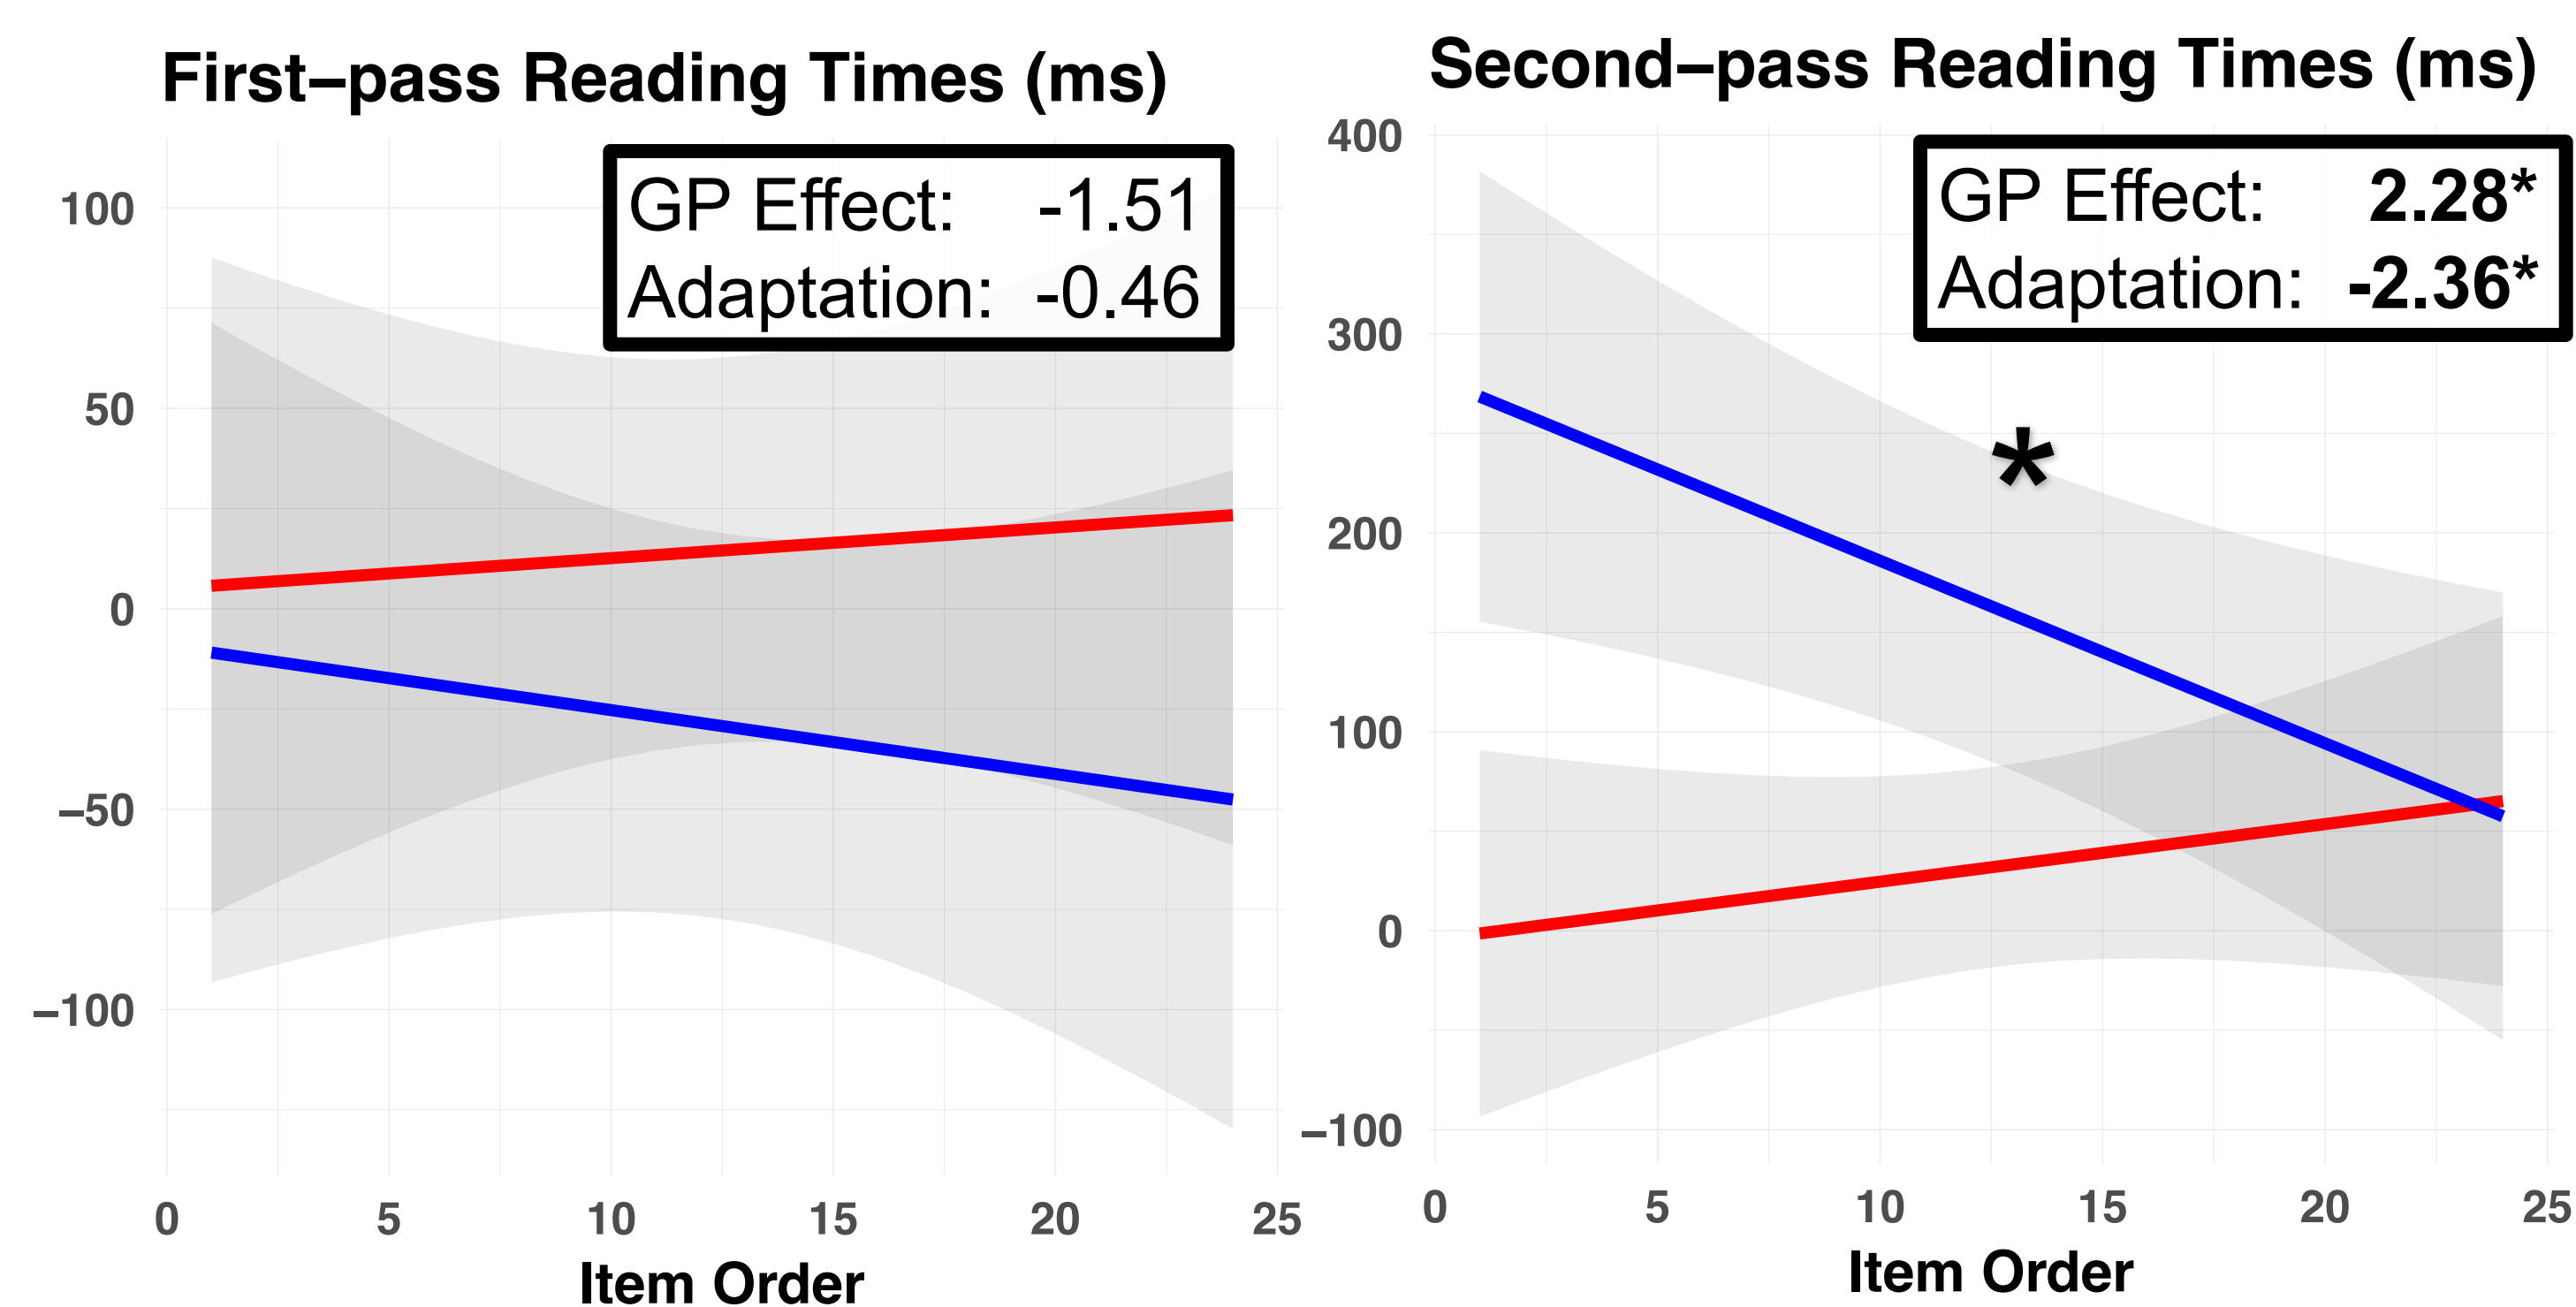 First−pass Reading Times (ms)
GP Effect: -1.51
Adaptation: -0.46
100
50
0
−50
−100
0 5 10 15 20 25
Item Order
Second−pass Reading Times (ms)
GP Effect: 2.28*
Adaptation: -2.36*
*
400
300
200
100
0
−100
0 5 10 15 20 25
Item Order